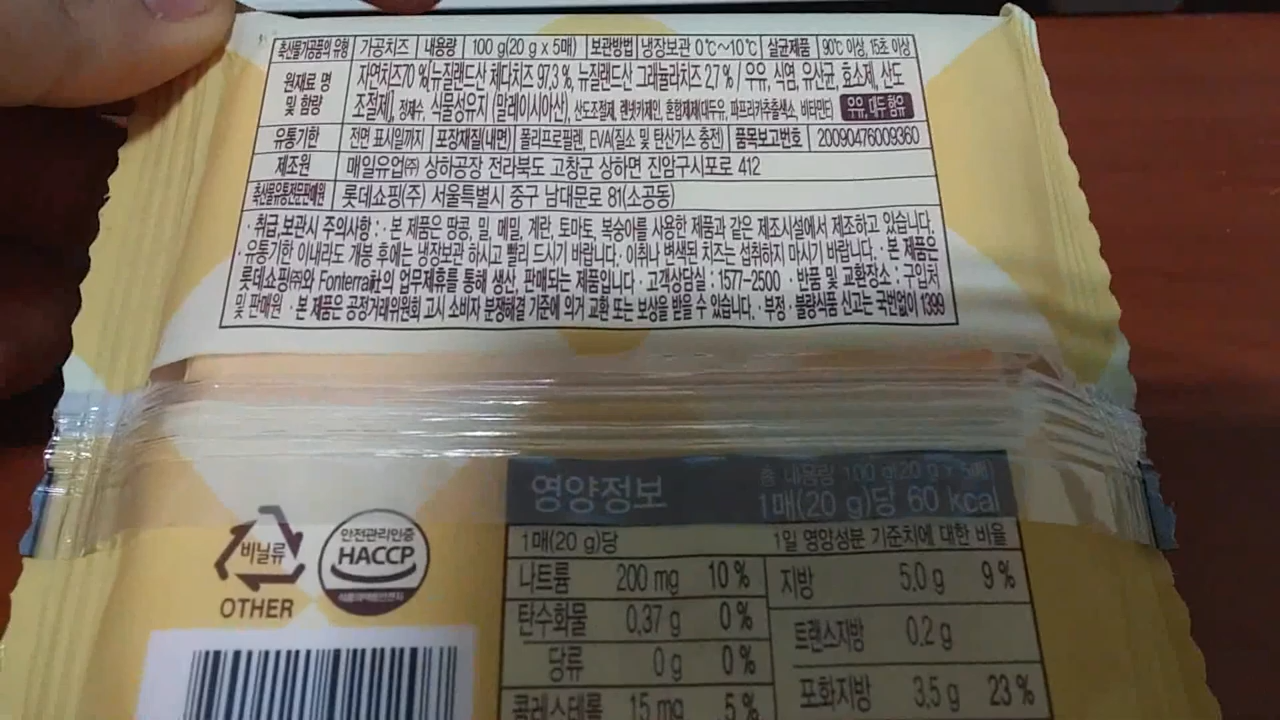 축산물가공품의 유형 가공치즈 내용량 100 g(20 g x 5매) 보관방법 냉장보관 0℃~10℃ 살균제품 90℃ 이상, 15초 이상
원재료 명 자연치즈70 %[뉴질랜드산 체다치즈 97.3 %, 뉴질랜드산 그래뉼라치즈 2.7 % / 우유, 식염, 유산균, 효소제, 산도
및 함량 조절제], 정제수, 식물성유지 (말레이시아산), 산도조절제, 렌넷카제인, 혼합제제(대두유, 파프리카추출색소, 비타민E) 우유, 대두 함유
유통기한 전면 표시일까지 포장재질(내면) 폴리프로필렌, EVA(질소 및 탄산가스 충전) 품목보고번호 20090476009360
제조원 매일유업㈜ 상하공장 전라북도 고창군 상하면 진암구시포로 412
축산물유통전문판매원 롯데쇼핑(주) 서울특별시 중구 남대문로 81(소공동)
· 취급,보관시 주의사항 : · 본 제품은 땅콩, 밀, 메밀, 계란, 토마토, 복숭아를 사용한 제품과 같은 제조시설에서 제조하고 있습니다.
· 유통기한 이내라도 개봉 후에는 냉장보관 하시고 빨리 드시기 바랍니다. · 이취나 변색된 치즈는 섭취하지 마시기 바랍니다. · 본 제품은
롯데쇼핑㈜와 Fonterra社의 업무제휴를 통해 생산, 판매되는 제품입니다 · 고객상담실 : 1577-2500 · 반품 및 교환장소 : 구입처
및 판매원 · 본 제품은 공정거래위원회 고시 소비자 분쟁해결 기준에 의거 교환 또는 보상을 받을 수 있습니다. · 부정 · 불량식품 신고는 국번없이 1399
영양정보
총 내용량 100 g(20 g x 5매)
1매(20 g)당 60 kcal
1매(20 g)당 1일 영양성분 기준치에 대한 비율
나트륨 200 mg 10 % 지방 5.0 g 9 %
탄수화물 0.37 g 0 % 트랜스지방 0.2 g
당류 0 g 0 % 포화지방 3.5 g 23 %
콜레스테롤 15 mg 5 %
비닐류
OTHER
안전관리인증
HACCP
식품의약품안전처